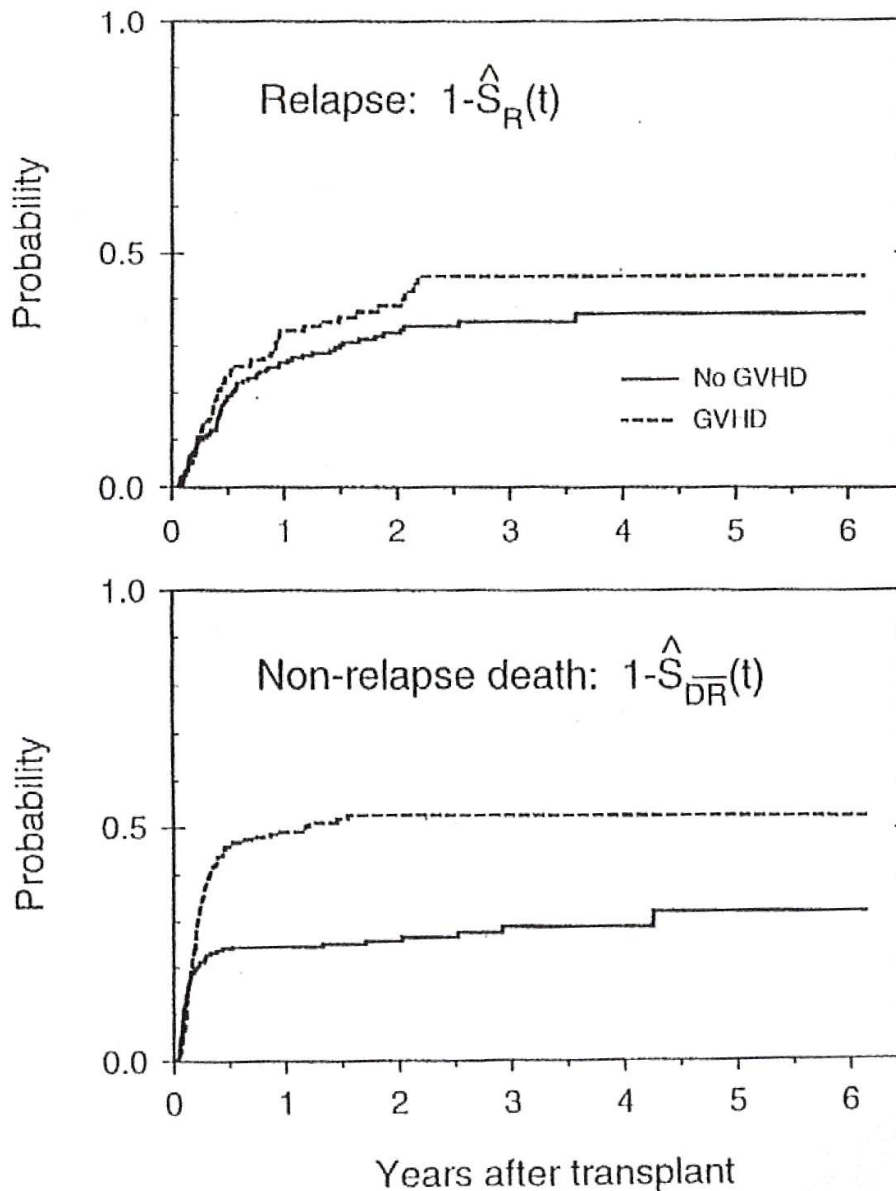 1.0
Relapse: 1-Ŝ_R(t)
Probability
0.5
No GVHD
GVHD
0.0
0 1 2 3 4 5 6
1.0
Non-relapse death: 1-Ŝ_D̅R̅(t)
Probability
0.5
0.0
0 1 2 3 4 5 6
Years after transplant